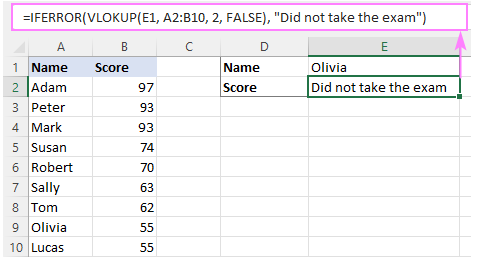 =IFERROR(VLOOKUP(E1, A2:B10, 2, FALSE), "Did not take the exam")
A B C D E
1 Name Score Name Olivia
2 Adam 97 Score Did not take the exam
3 Peter 93
4 Mark 93
5 Susan 74
6 Robert 70
7 Sally 63
8 Tom 62
9 Olivia 55
10 Lucas 55